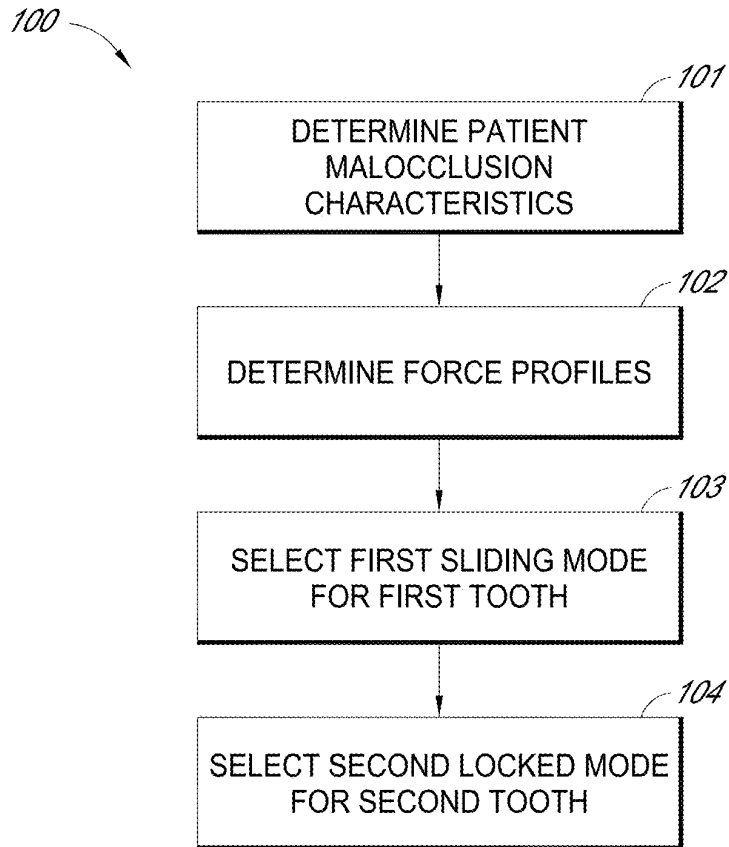 100
101
DETERMINE PATIENT
MALOCCLUSION
CHARACTERISTICS
102
DETERMINE FORCE PROFILES
103
SELECT FIRST SLIDING MODE
FOR FIRST TOOTH
104
SELECT SECOND LOCKED MODE
FOR SECOND TOOTH